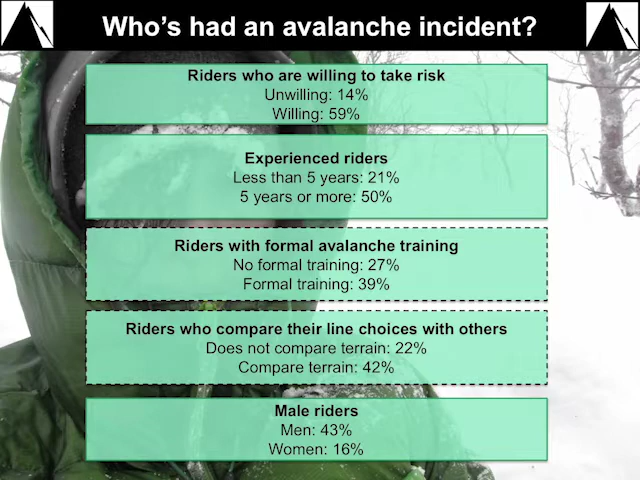 Who's had an avalanche incident?
Riders who are willing to take risk
Unwilling: 14%
Willing: 59%
Experienced riders
Less than 5 years: 21%
5 years or more: 50%
Riders with formal avalanche training
No formal training: 27%
Formal training: 39%
Riders who compare their line choices with others
Does not compare terrain: 22%
Compare terrain: 42%
Male riders
Men: 43%
Women: 16%